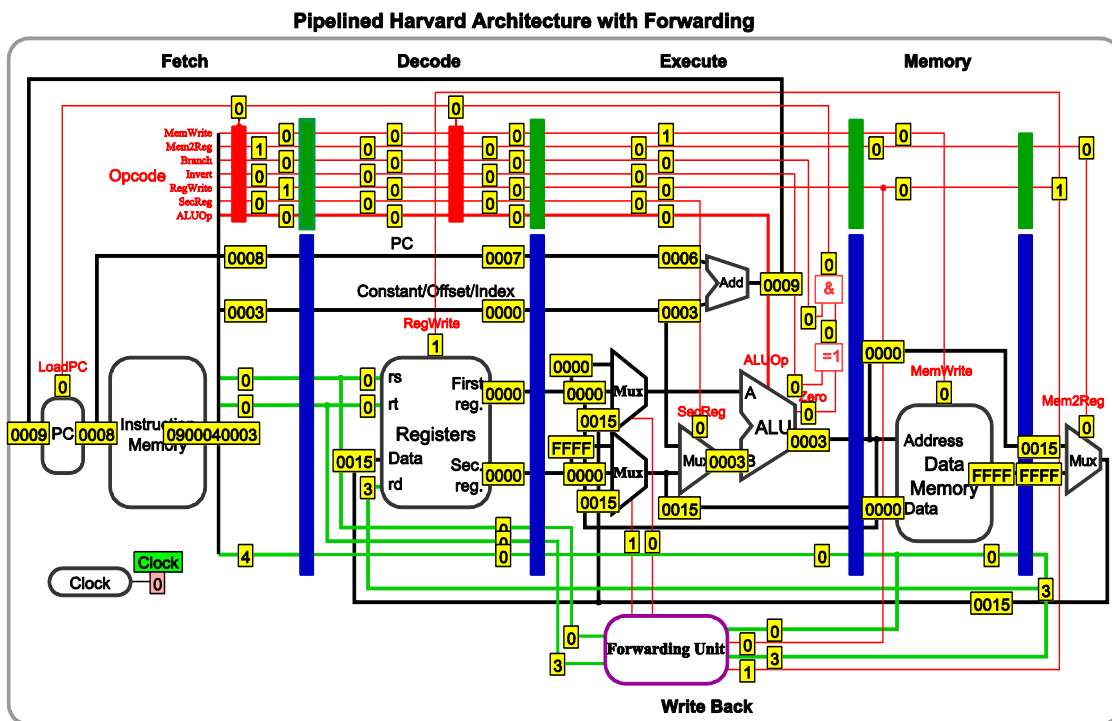 Pipelined Harvard Architecture with Forwarding
Fetch Decode Execute Memory
0 0 0
MemWrite 0 0 0 1 0
Mem2Reg 1 0 0 0 0 0
Branch 0 0 0 0
Invert 0 0 0 0
Opcode
RegWrite 1 0 0 0 0 1
SecReg 0 0 0 0
ALUOp 0 0 0 0
PC
0008 0007 0006 Add 0009 0
&
Constant/Offset/Index
0003 0000 0003 0
RegWrite 0
1 =1
LoadPC ALUOp 0000
0 0000 MemWrite
0 0 rs First 0 0
0000 0000 Mux A Zero Mem2Reg
0 0 rt reg. 0015 SecReg 0 0
0009 PC 0008 Instruction Memory 0900040003 Registers FFFF 0 ALU 0003 Address 0015
0015 Data Sec. 0000 0000 Mux Mux 0003 B Data Memory FFFF FFFF Mux
3 rd reg. 0015 0015 0000 Data
0
0 1 0
4 0 0 0
Clock
Clock 0
3
0015
0 Forwarding Unit 0
0
3 3
1
Write Back